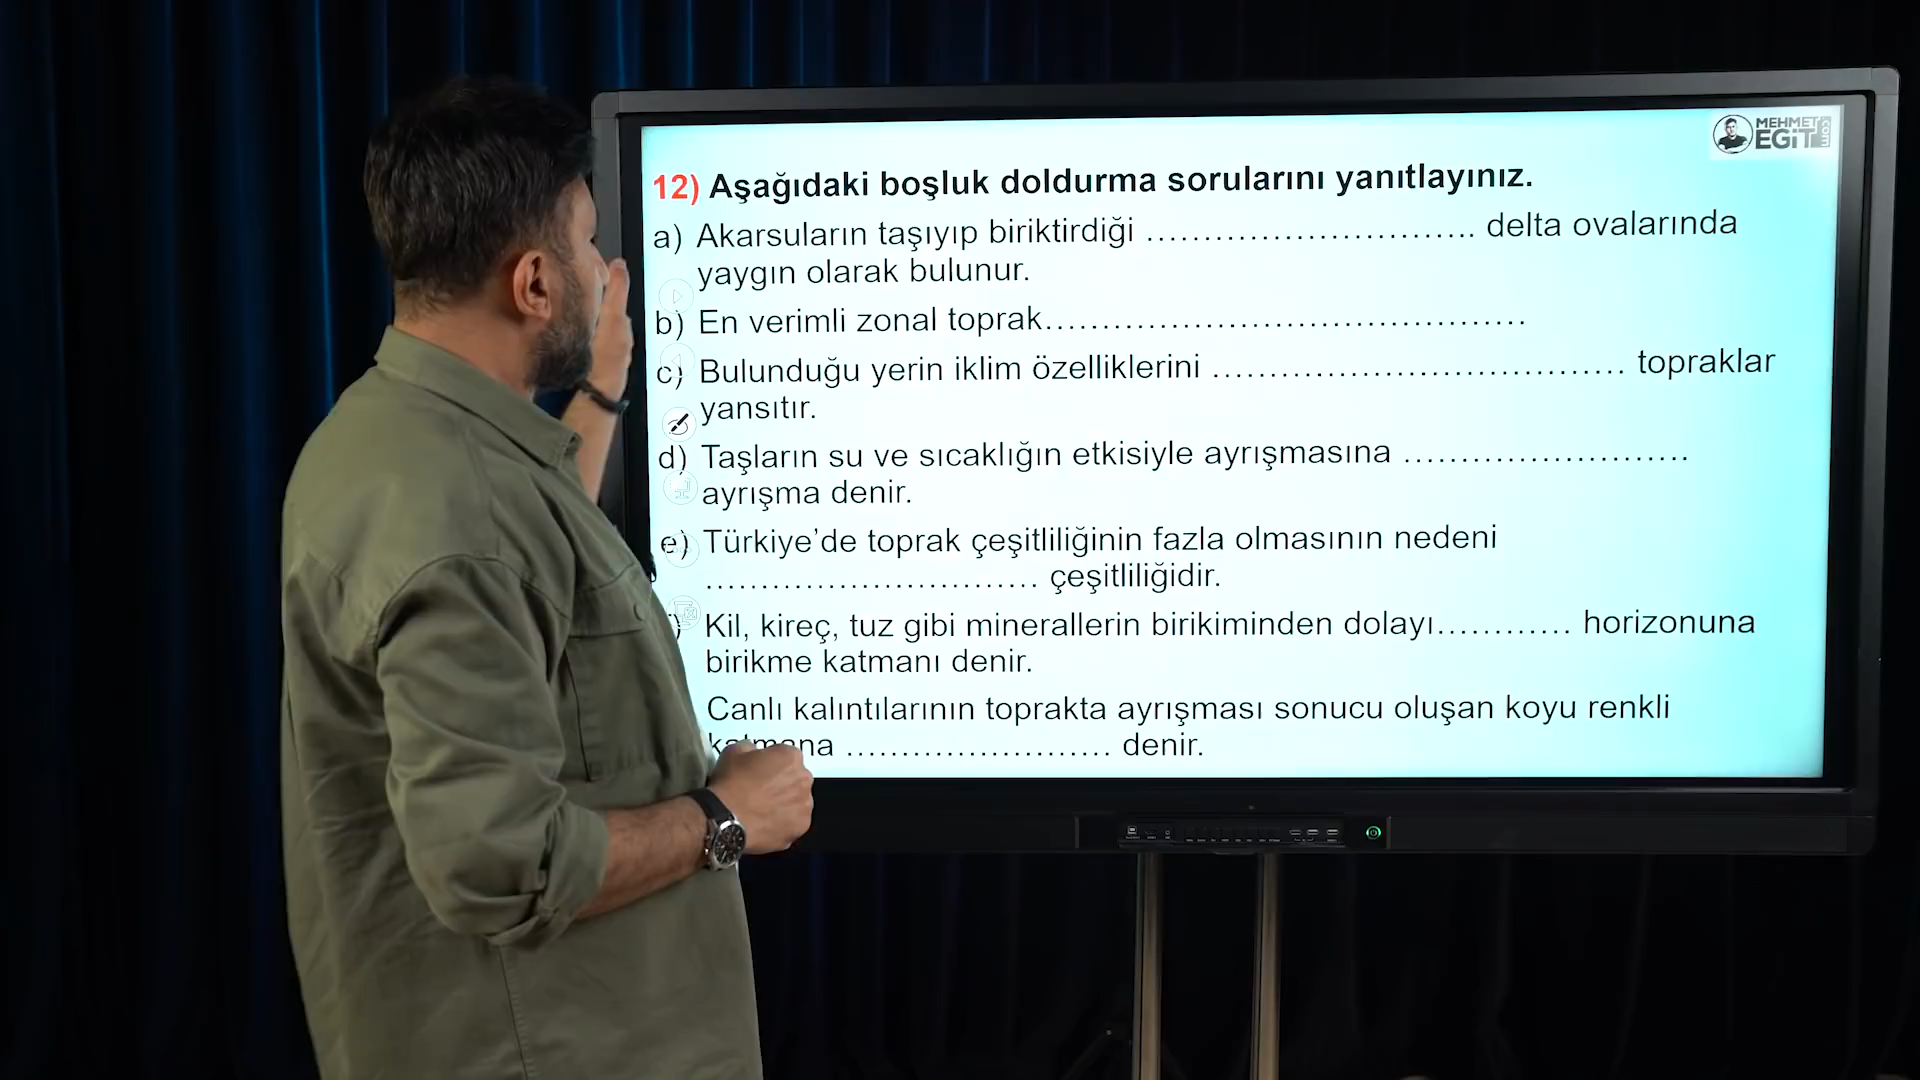 MEHMET
EGİT
.com
12) Aşağıdaki boşluk doldurma sorularını yanıtlayınız.
a) Akarsuların taşıyıp biriktirdiği .............................. delta ovalarında
yaygın olarak bulunur.
b) En verimli zonal toprak..........................................
c) Bulunduğu yerin iklim özelliklerini .................................... topraklar
yansıtır.
d) Taşların su ve sıcaklığın etkisiyle ayrışmasına .........................
ayrışma denir.
e) Türkiye’de toprak çeşitliliğinin fazla olmasının nedeni
.............................. çeşitliliğidir.
Kil, kireç, tuz gibi minerallerin birikiminden dolayı............ horizonuna
birikme katmanı denir.
Canlı kalıntılarının toprakta ayrışması sonucu oluşan koyu renkli
katmana ........................ denir.